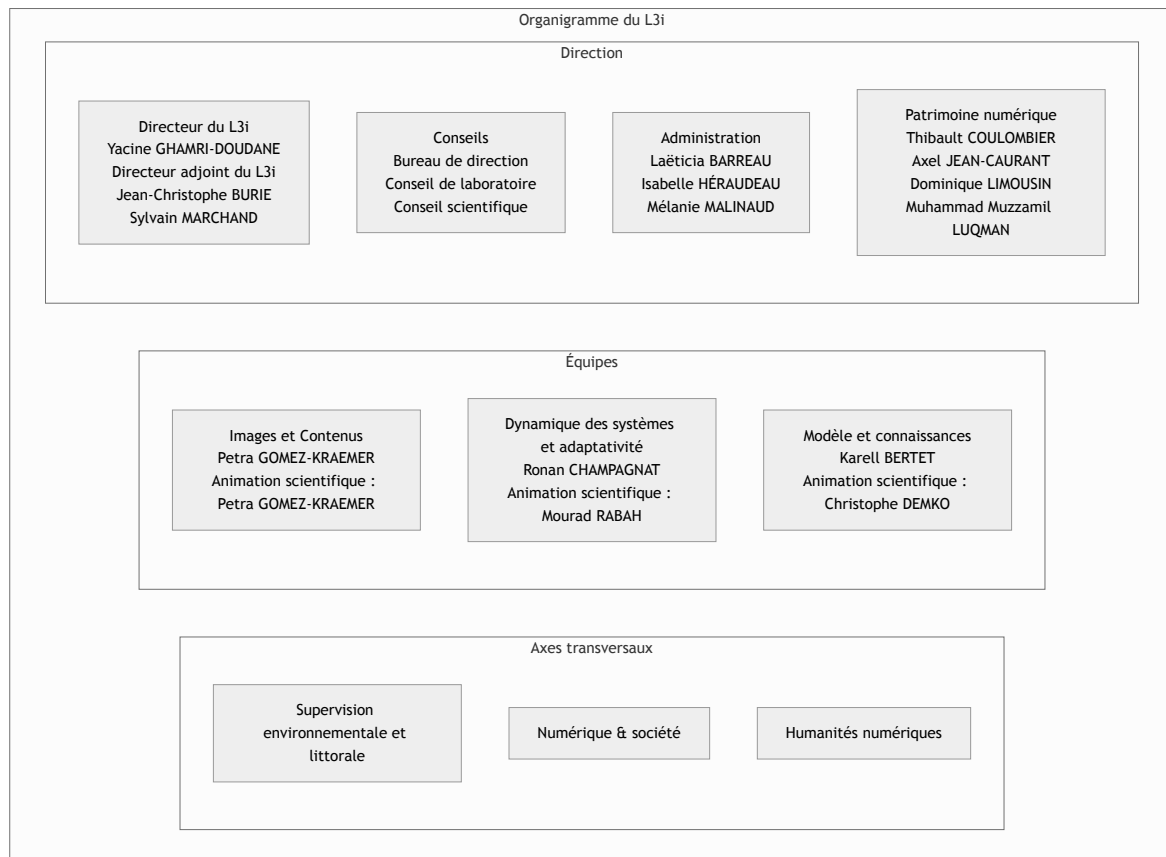 Organigramme du L3i
Direction
Directeur du L3i
Yacine GHAMRI-DOUDANE
Directeur adjoint du L3i
Jean-Christophe BURIE
Sylvain MARCHAND
Conseils
Bureau de direction
Conseil de laboratoire
Conseil scientifique
Administration
Laëticia BARREAU
Isabelle HÉRAUDEAU
Mélanie MALINAUD
Patrimoine numérique
Thibault COULOMBIER
Axel JEAN-CAURANT
Dominique LIMOUSIN
Muhammad Muzzamil
LUQMAN
Équipes
Images et Contenus
Petra GOMEZ-KRAEMER
Animation scientifique :
Petra GOMEZ-KRAEMER
Dynamique des systèmes
et adaptativité
Ronan CHAMPAGNAT
Animation scientifique :
Mourad RABAH
Modèle et connaissances
Karell BERTET
Animation scientifique :
Christophe DEMKO
Axes transversaux
Supervision
environnementale et
littorale
Numérique & société
Humanités numériques